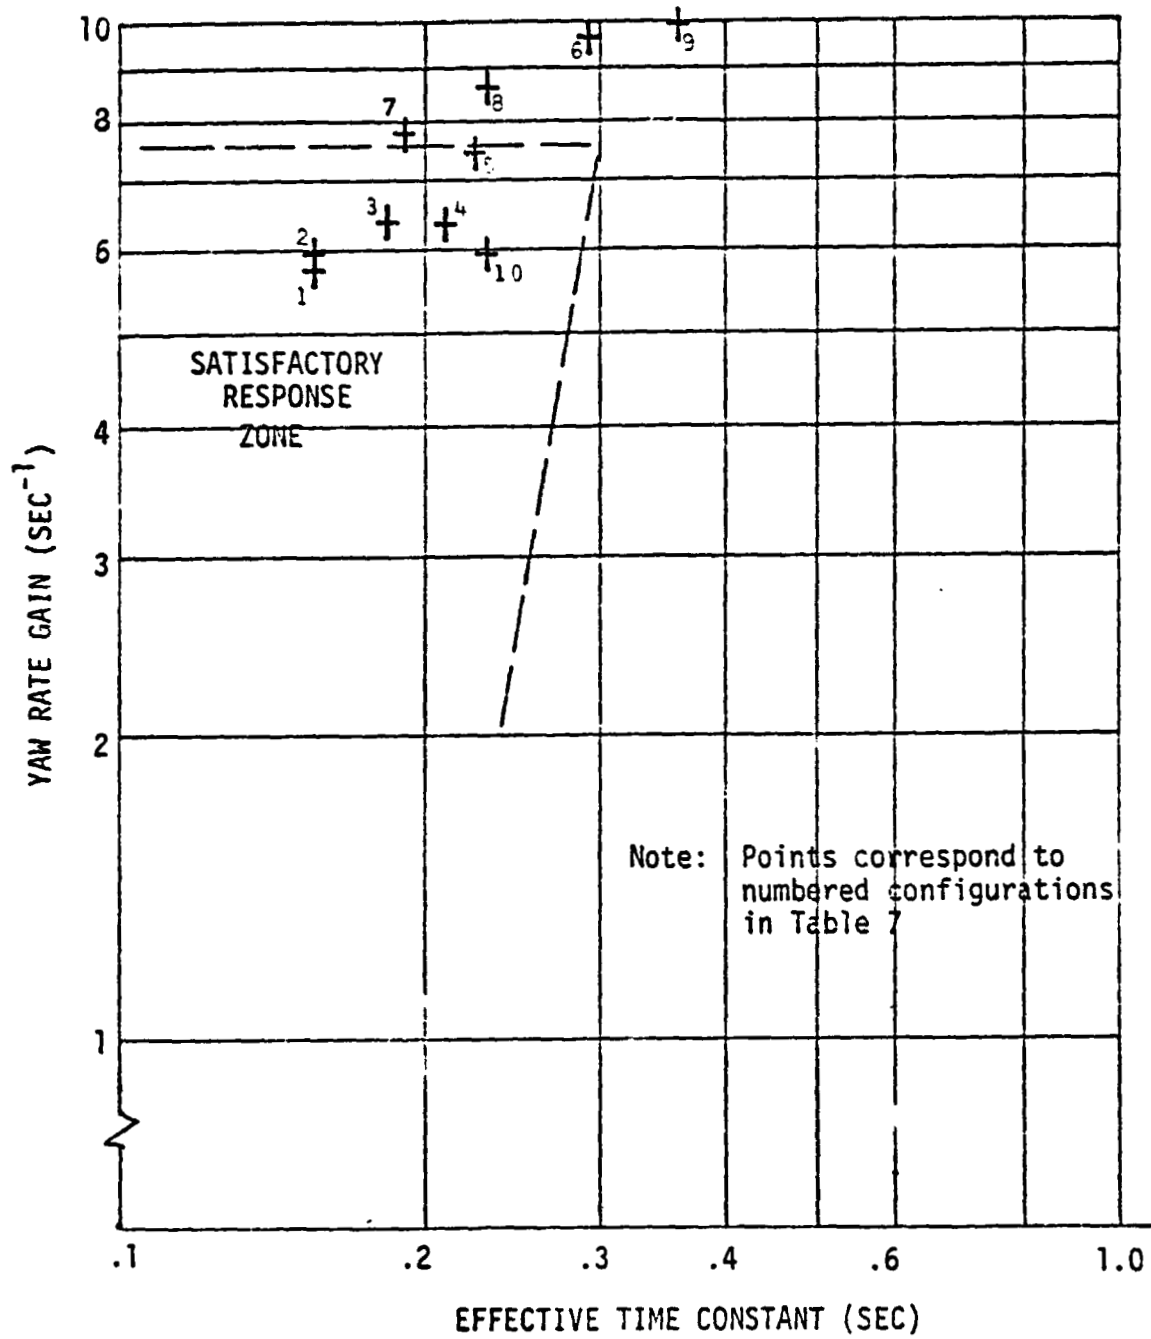 10
6
9
8
8
7
5
3
4
2
6
10
1
SATISFACTORY
RESPONSE
ZONE
4
YAW RATE GAIN (SEC⁻¹)
3
2
Note: Points correspond to
numbered configurations
in Table 7
1
.1 .2 .3 .4 .6 1.0
EFFECTIVE TIME CONSTANT (SEC)